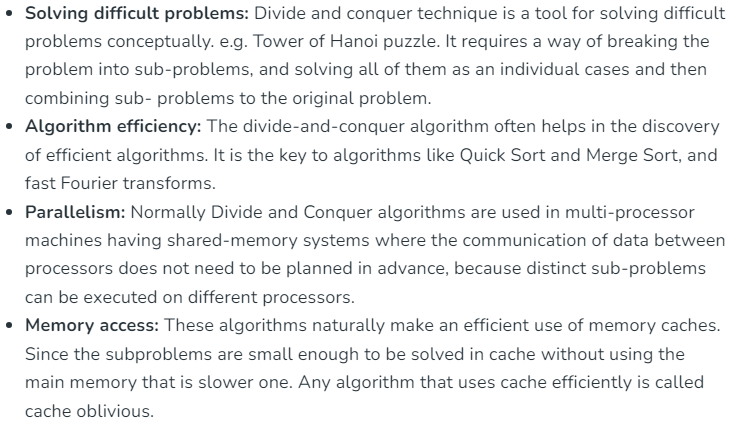 • Solving difficult problems: Divide and conquer technique is a tool for solving difficult
problems conceptually. e.g. Tower of Hanoi puzzle. It requires a way of breaking the
problem into sub-problems, and solving all of them as an individual cases and then
combining sub- problems to the original problem.
• Algorithm efficiency: The divide-and-conquer algorithm often helps in the discovery
of efficient algorithms. It is the key to algorithms like Quick Sort and Merge Sort, and
fast Fourier transforms.
• Parallelism: Normally Divide and Conquer algorithms are used in multi-processor
machines having shared-memory systems where the communication of data between
processors does not need to be planned in advance, because distinct sub-problems
can be executed on different processors.
• Memory access: These algorithms naturally make an efficient use of memory caches.
Since the subproblems are small enough to be solved in cache without using the
main memory that is slower one. Any algorithm that uses cache efficiently is called
cache oblivious.